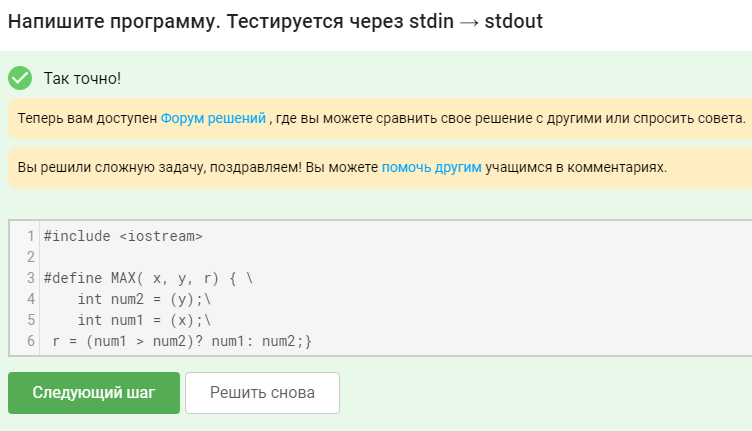 Напишите программу. Тестируется через stdin → stdout
Так точно!
Теперь вам доступен Форум решений , где вы можете сравнить свое решение с другими или спросить совета.
Вы решили сложную задачу, поздравляем! Вы можете помочь другим учащимся в комментариях.
1 #include <iostream>
2
3 #define MAX( x, y, r) { \
4     int num2 = (y);\
5     int num1 = (x);\
6  r = (num1 > num2)? num1: num2;}
Следующий шаг Решить снова